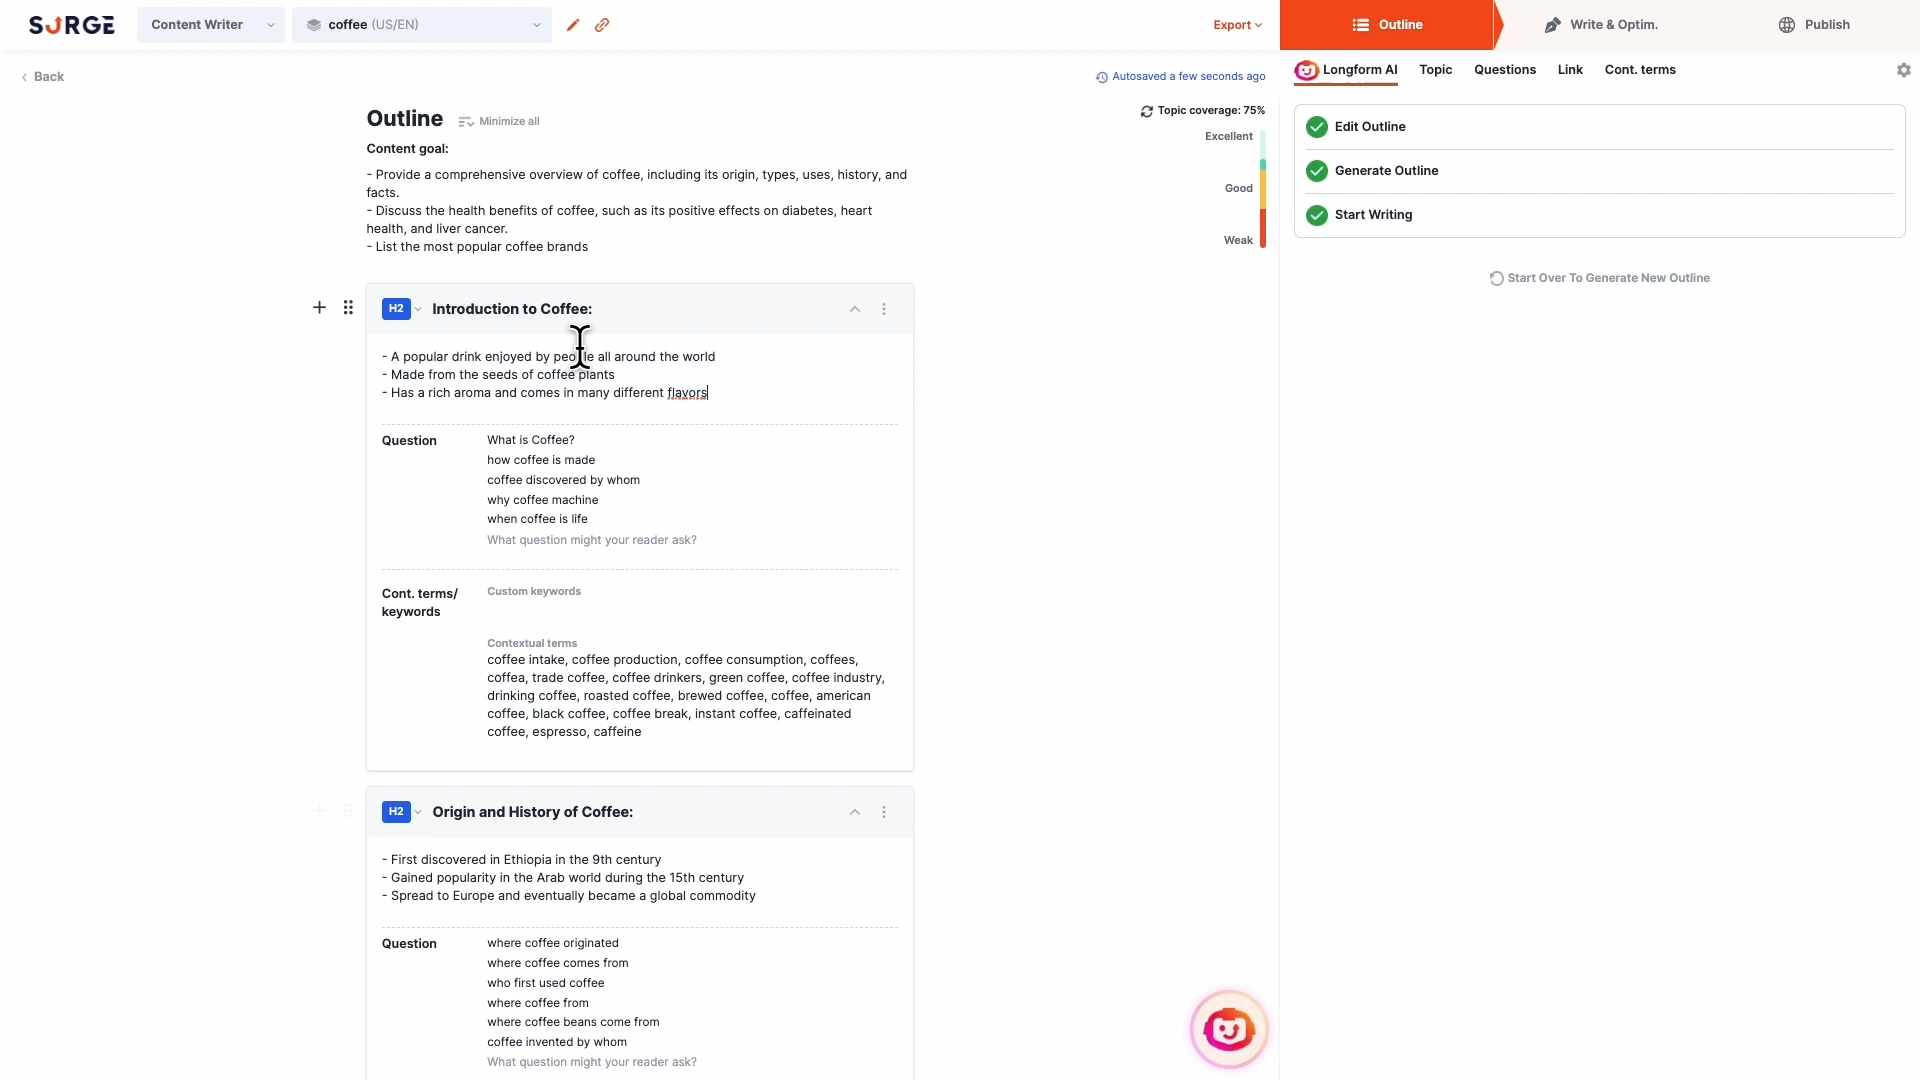 SURGE
Content Writer
coffee (US/EN)
Export
Outline
Write & Optim.
Publish
Back
Autosaved a few seconds ago
Longform AI
Topic
Questions
Link
Cont. terms
Topic coverage: 75%
Excellent
Good
Weak
Edit Outline
Generate Outline
Start Writing
Start Over To Generate New Outline
Outline
Minimize all
Content goal:
- Provide a comprehensive overview of coffee, including its origin, types, uses, history, and
facts.
- Discuss the health benefits of coffee, such as its positive effects on diabetes, heart
health, and liver cancer.
- List the most popular coffee brands
H2
Introduction to Coffee:
- A popular drink enjoyed by people all around the world
- Made from the seeds of coffee plants
- Has a rich aroma and comes in many different flavors
Question
What is Coffee?
how coffee is made
coffee discovered by whom
why coffee machine
when coffee is life
What question might your reader ask?
Cont. terms/
keywords
Custom keywords
Contextual terms
coffee intake, coffee production, coffee consumption, coffees,
coffea, trade coffee, coffee drinkers, green coffee, coffee industry,
drinking coffee, roasted coffee, brewed coffee, coffee, american
coffee, black coffee, coffee break, instant coffee, caffeinated
coffee, espresso, caffeine
H2
Origin and History of Coffee:
- First discovered in Ethiopia in the 9th century
- Gained popularity in the Arab world during the 15th century
- Spread to Europe and eventually became a global commodity
Question
where coffee originated
where coffee comes from
who first used coffee
where coffee from
where coffee beans come from
coffee invented by whom
What question might your reader ask?